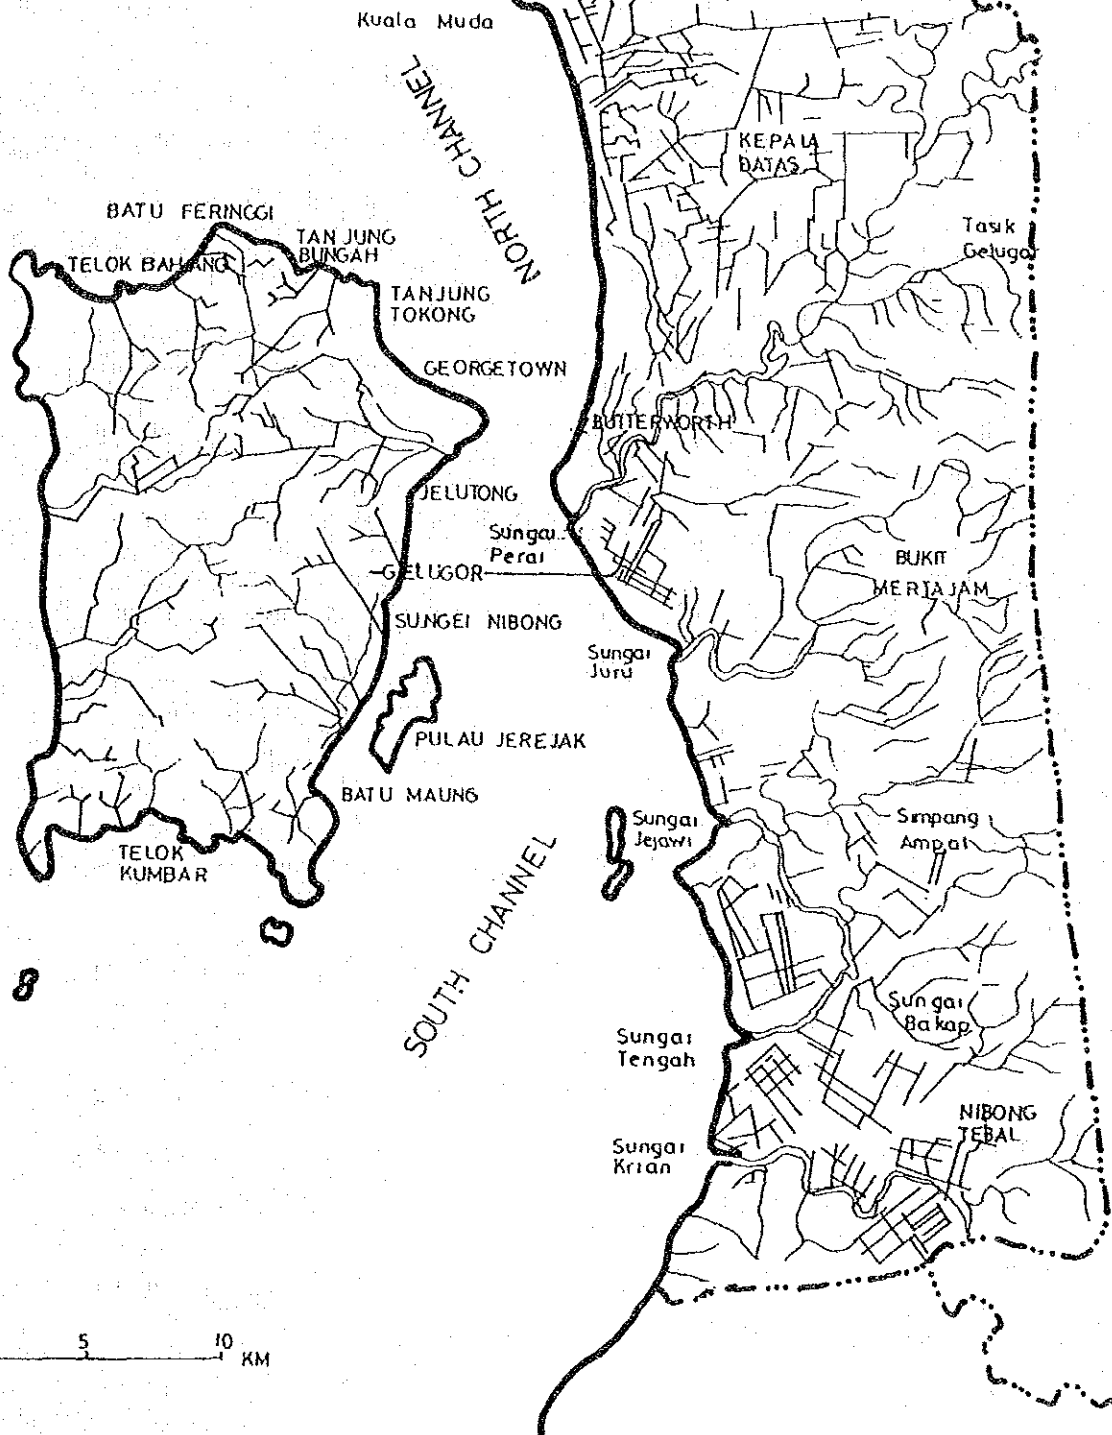 Kuala Muda
NORTH CHANNEL
KEPALA
BATAS
BATU FERINGGI
TANJUNG
BUNGAH
TELOK BAHANG
TANJUNG
TOKONG
Tasik
Gelugor
GEORGETOWN
BUTTERWORTH
JELUTONG
Sungai
Perai
GELUGOR
BUKIT
MERTAJAM
SUNGEI NIBONG
Sungai
Juru
PULAU JEREJAK
BATU MAUNG
Sungai
Jejawi
Simpang
Ampat
TELOK
KUMBAR
SOUTH CHANNEL
Sungai
Bakap
Sungai
Tengah
NIBONG
TEBAL
Sungai
Krian
5 10
KM